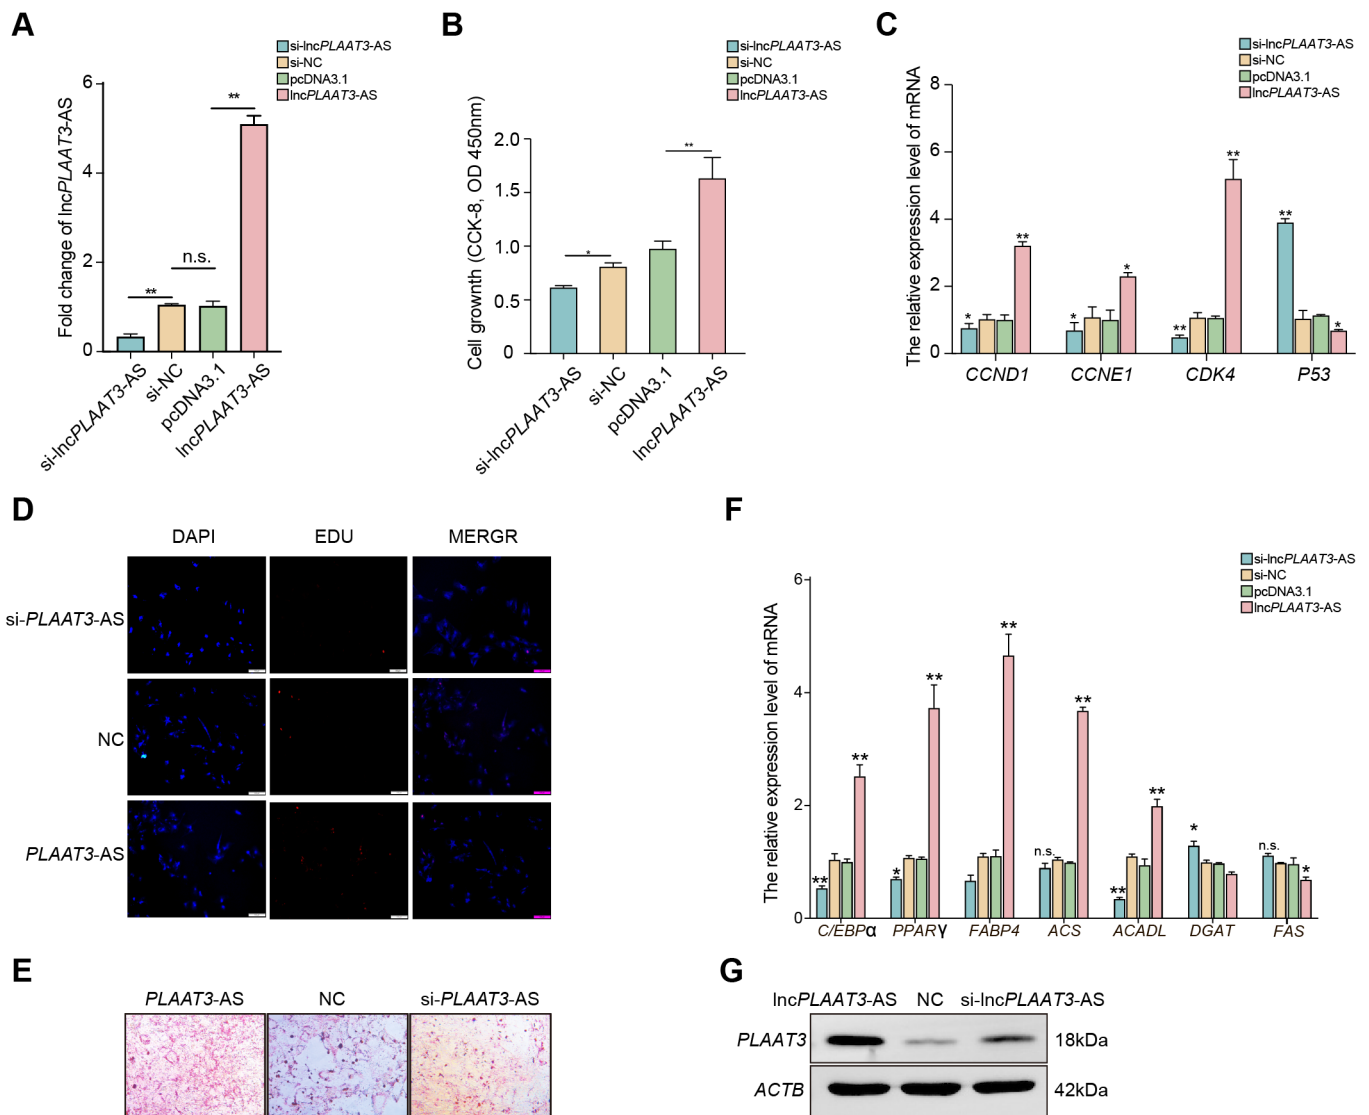 A
si-lncPLAAT3-AS
si-NC
pcDNA3.1
lncPLAAT3-AS
Fold change of lncPLAAT3-AS
6
4
2
0
**
n.s.
**
si-lncPLAAT3-AS
si-NC
pcDNA3.1
lncPLAAT3-AS
B
si-lncPLAAT3-AS
si-NC
pcDNA3.1
lncPLAAT3-AS
Cell grownth (CCK-8, OD 450nm)
2.0
1.5
1.0
0.5
0
*
**
si-lncPLAAT3-AS
si-NC
pcDNA3.1
lncPLAAT3-AS
C
si-lncPLAAT3-AS
si-NC
pcDNA3.1
lncPLAAT3-AS
The relative expression level of mRNA
8
6
4
2
0
* ** * * ** ** ** *
CCND1 CCNE1 CDK4 P53
D
DAPI EDU MERGR
si-PLAAT3-AS
NC
PLAAT3-AS
E
PLAAT3-AS NC si-PLAAT3-AS
F
si-lncPLAAT3-AS
si-NC
pcDNA3.1
lncPLAAT3-AS
The relative expression level of mRNA
6
4
2
0
** ** * ** ** n.s. ** ** ** * n.s. *
C/EBPα PPARγ FABP4 ACS ACADL DGAT FAS
G
lncPLAAT3-AS NC si-lncPLAAT3-AS
PLAAT3 18kDa
ACTB 42kDa